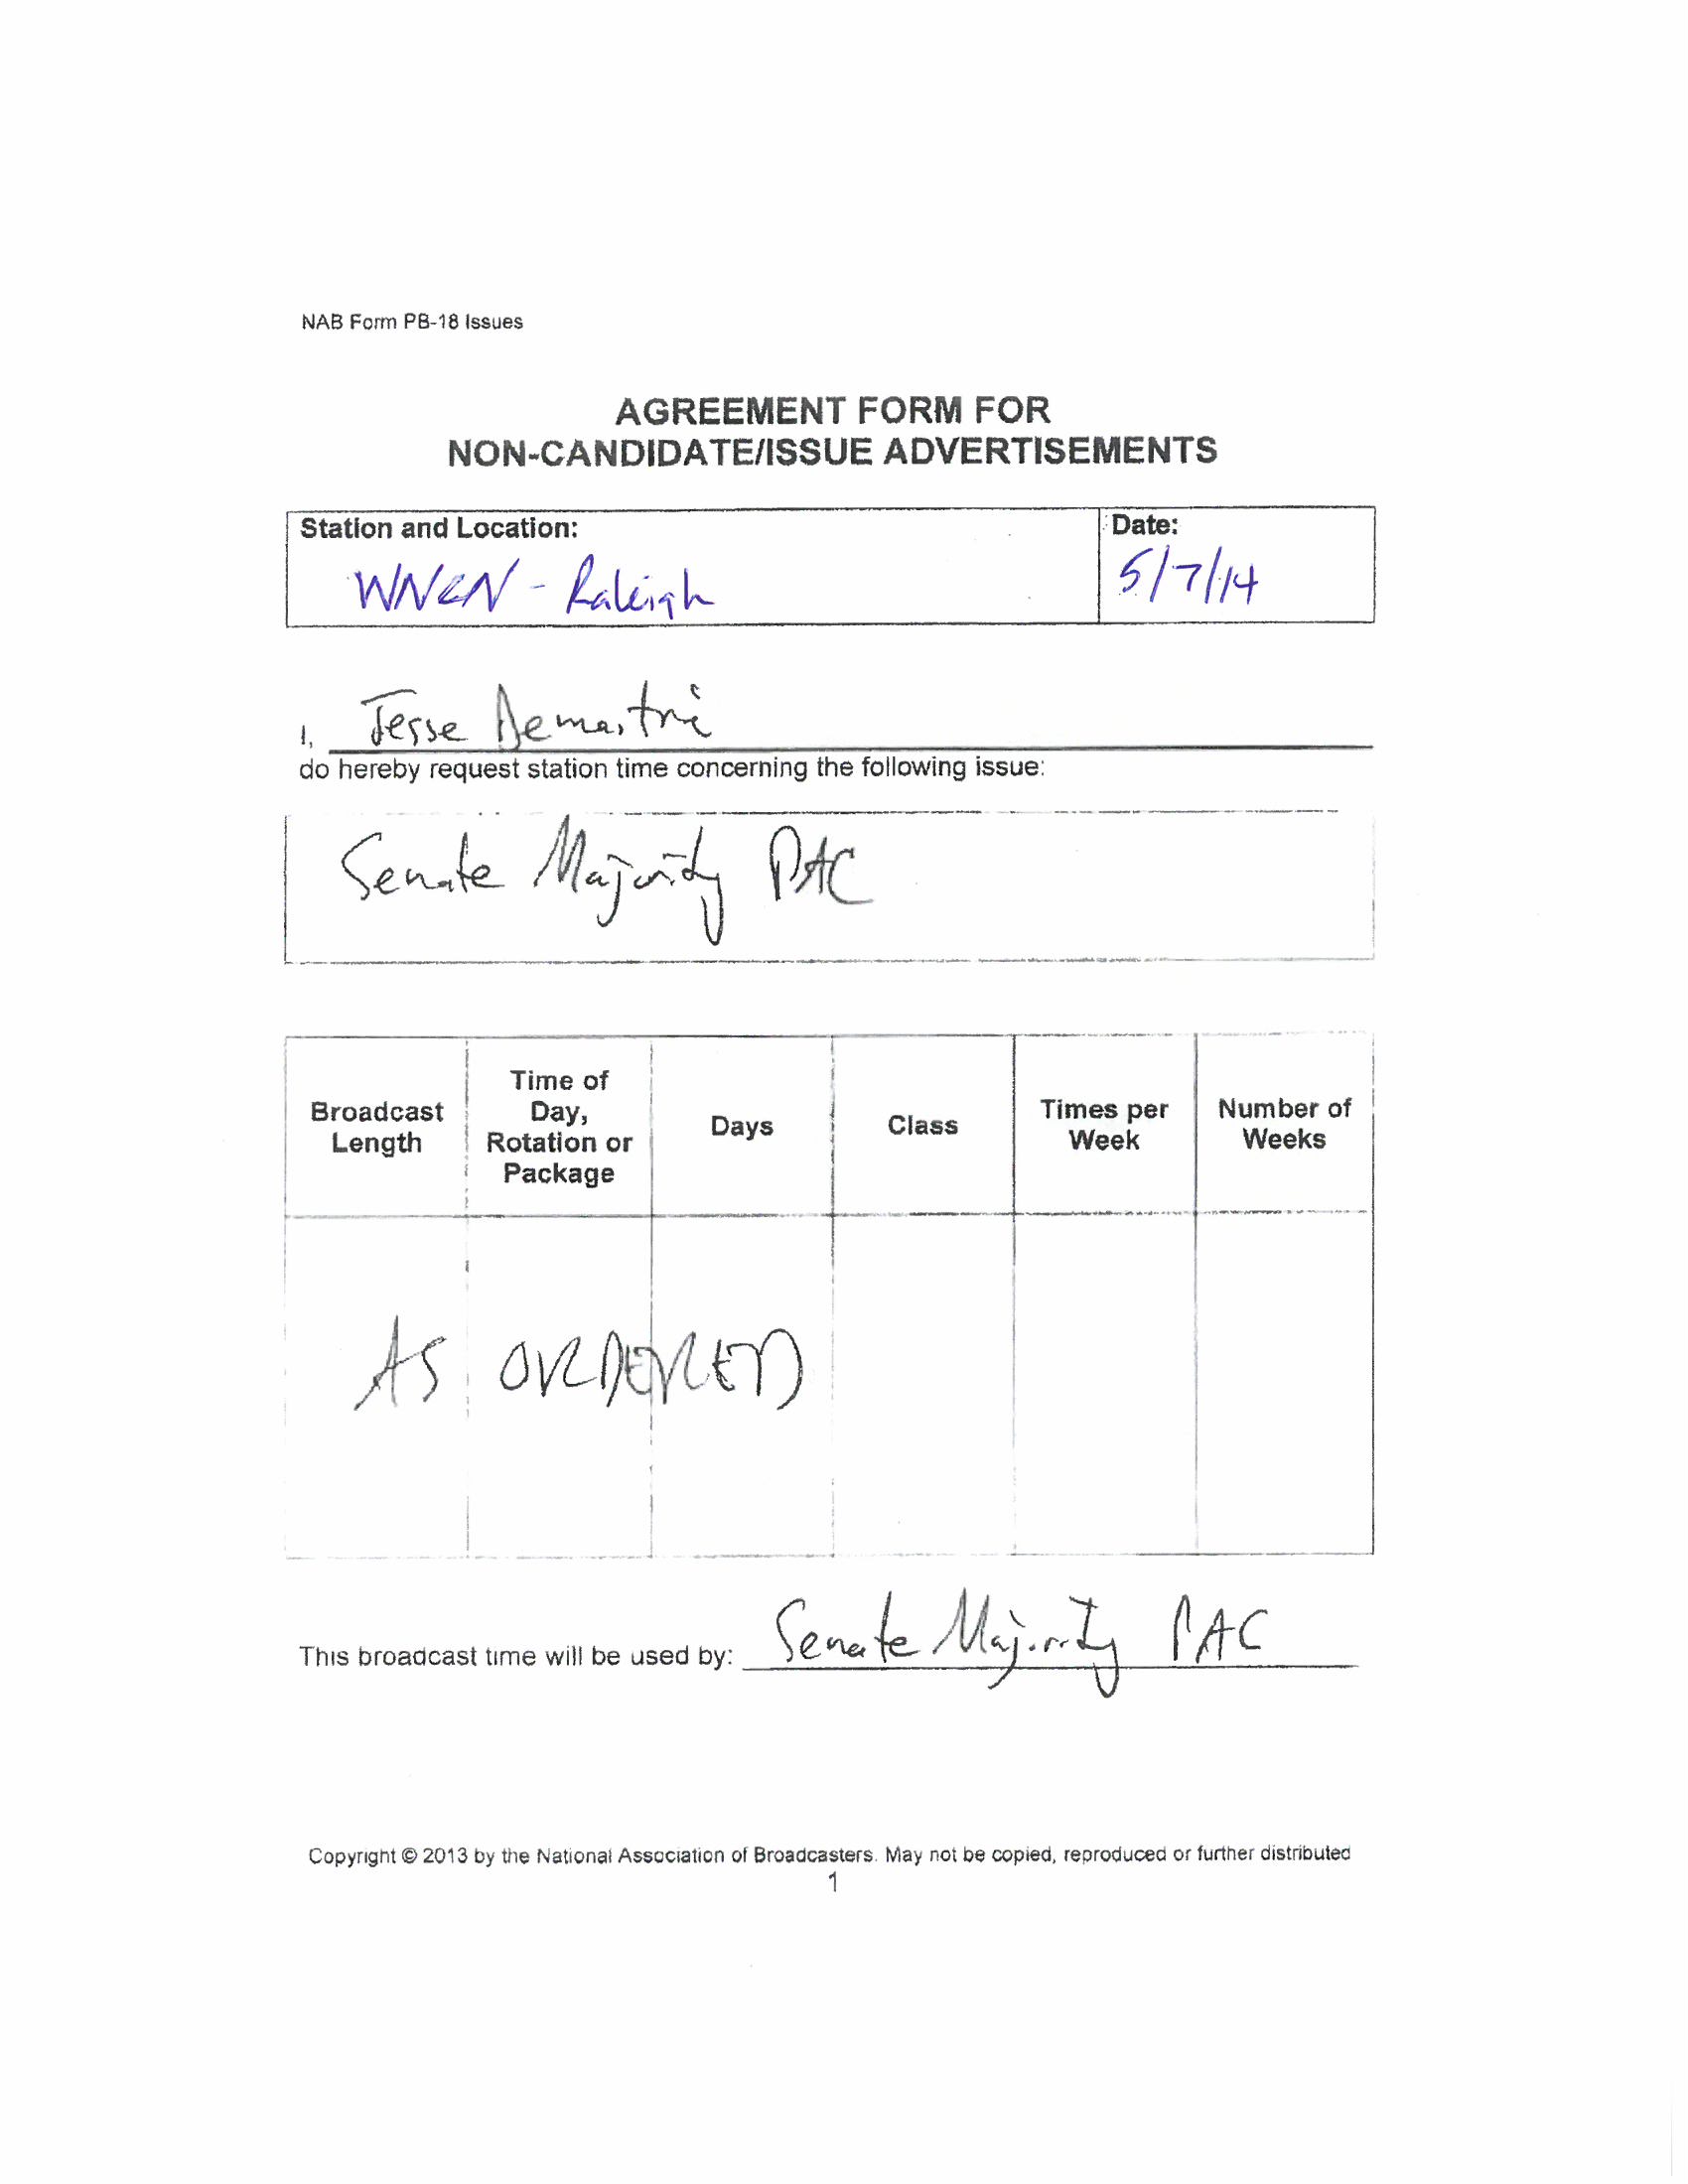 NAB Form PB-18 Issues
AGREEMENT FORM FOR
NON-CANDIDATE/ISSUE ADVERTISEMENTS
Station and Location:
WNCN - Raleigh
Date:
5/7/14
I, Jesse Demastrie
do hereby request station time concerning the following issue:
Senate Majority PAC
Broadcast
Length
Time of
Day,
Rotation or
Package
Days
Class
Times per
Week
Number of
Weeks
AS ORDERED
This broadcast time will be used by: Senate Majority PAC
Copyright © 2013 by the National Association of Broadcasters. May not be copied, reproduced or further distributed
1